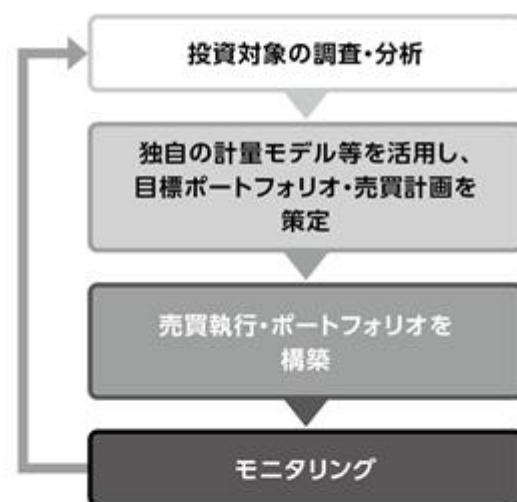 投資対象の調査・分析
独自の計量モデル等を活用し、
目標ポートフォリオ・売買計画を
策定
売買執行・ポートフォリオを
構築
モニタリング